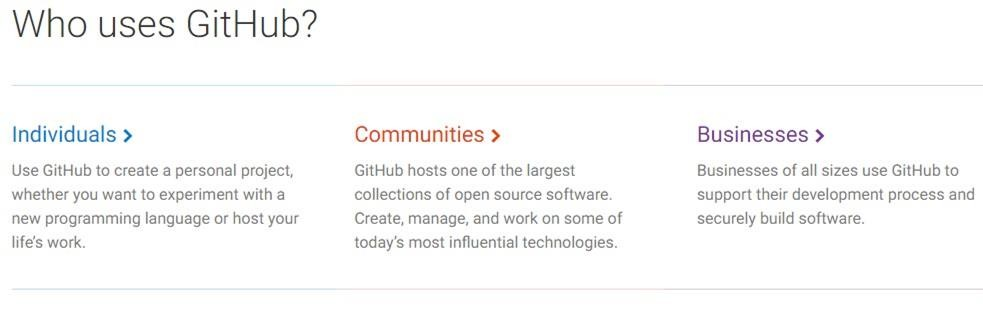 Who uses GitHub?
Individuals
Use GitHub to create a personal project,
whether you want to experiment with a
new programming language or host your
life’s work.
Communities
GitHub hosts one of the largest
collections of open source software.
Create, manage, and work on some of
today’s most influential technologies.
Businesses
Businesses of all sizes use GitHub to
support their development process and
securely build software.